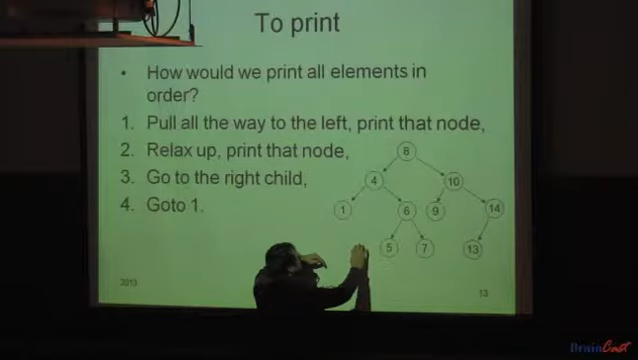 To print
• How would we print all elements in
order?
1. Pull all the way to the left, print that node,
2. Relax up, print that node,
3. Go to the right child,
4. Goto 1.
8
4
10
1
6
9
14
5
7
13
2013
13
BrainCast